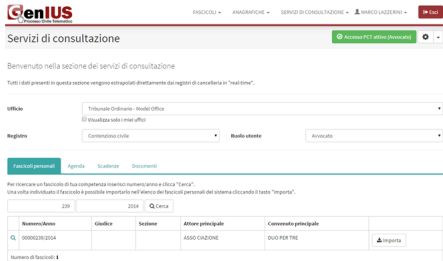 GenIUS
Processo Civile Telematico
FASCICOLI
ANAGRAFICHE
SERVIZI DI CONSULTAZIONE
MARCO LAZZERINI
Esci
Servizi di consultazione
Accesso PCT attivo (Avvocato)
Benvenuto nella sezione dei servizi di consultazione
Tutti i dati presenti in questa sezione vengono estrapolati direttamente dai registri di cancelleria in "real-time".
Ufficio
Tribunale Ordinario - Model Office
Visualizza solo i miei uffici
Registro
Contenzioso civile
Ruolo utente
Avvocato
Fascicoli personali
Agenda
Scadenze
Documenti
Per ricercare un fascicolo di tua competenza inserisci numero/anno e clicca "Cerca".
Una volta individuato il fascicolo è possibile importarlo nell'elenco dei fascicoli personali del sistema cliccando il tasto "Importa".
239
2014
Cerca
Numero/Anno
Giudice
Sezione
Attore principale
Convenuto principale
00000239/2014
ASSO CIAZIONE
DUO PER TRE
Importa
Numero di fascicoli: 1